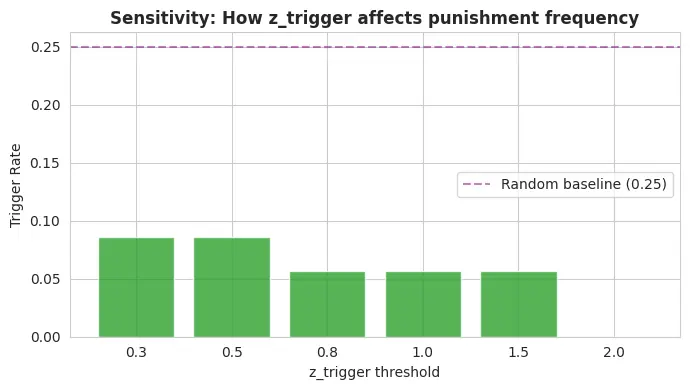 Sensitivity: How z_trigger affects punishment frequency
0.25
0.20
0.15
0.10
0.05
0.00
Trigger Rate
Random baseline (0.25)
0.3 0.5 0.8 1.0 1.5 2.0
z_trigger threshold